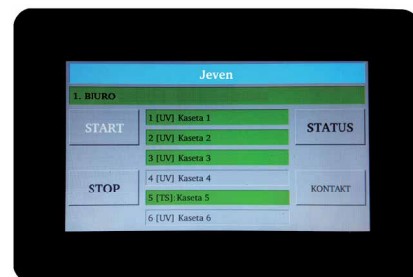 Jeven
1. BIURO
START
1 [UV] Kaseta 1
2 [UV] Kaseta 2
3 [UV] Kaseta 3
4 [UV] Kaseta 4
5 [TS]: Kaseta 5
6 [UV] Kaseta 6
STOP
STATUS
KONTAKT